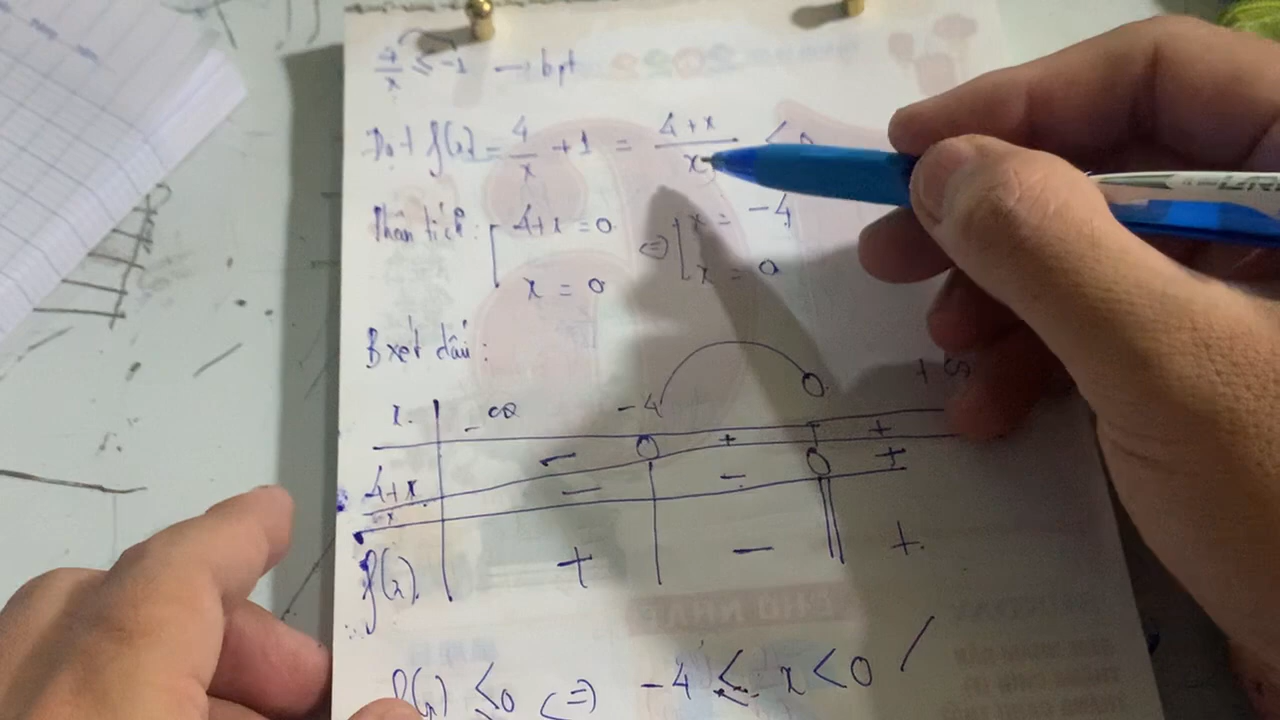 4/x ≤ -1 → bpt
Đặt f(x) = 4/x + 1 = 4+x/x ≤ 0
Phân tích: [ 4+x = 0 ⇔ [ x = -4
x = 0 x = 0
B xét dấu:
x -∞ -4 0 +∞
4+x - 0 + | +
x - - 0 +
f(x) + - || +
f(x) ≤ 0 ⇔ -4 ≤ x < 0